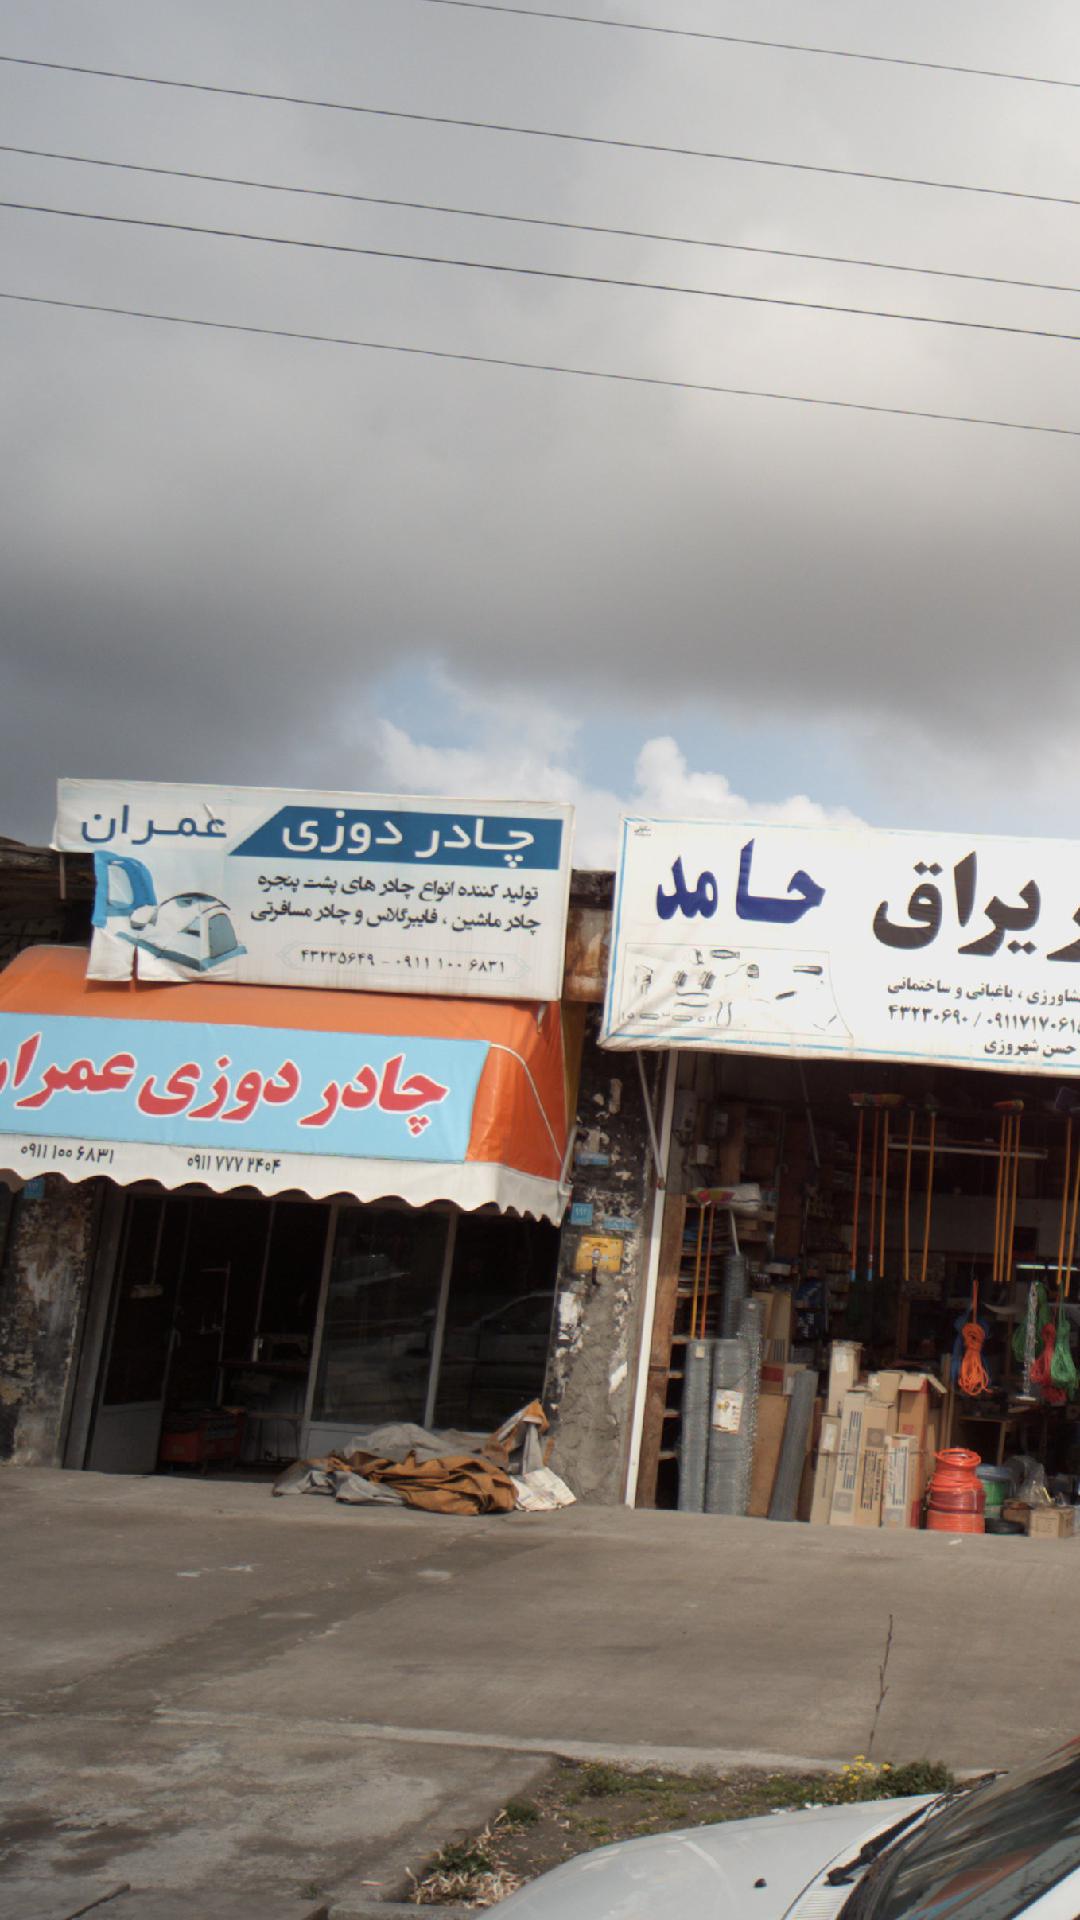 چادر دوزی عمران
تولید کننده انواع چادر های پشت پنجره
چادر ماشین ، فایبرگلاس و چادر مسافرتی
۴۳۲۳۵۶۴۹ - ۰۹۱۱ ۱۰۰ ۶۸۳۱
چادر دوزی عمران
۰۹۱۱ ۱۰۰ ۶۸۳۱ ۰۹۱۱ ۷۷۷ ۲۴۰۴
یراق حامد
شاورزی ، باغبانی و ساختمانی
۴۳۲۳۰۶۹۰ / ۰۹۱۱۷۱۷۰۶۱۵
حسن شهروزی